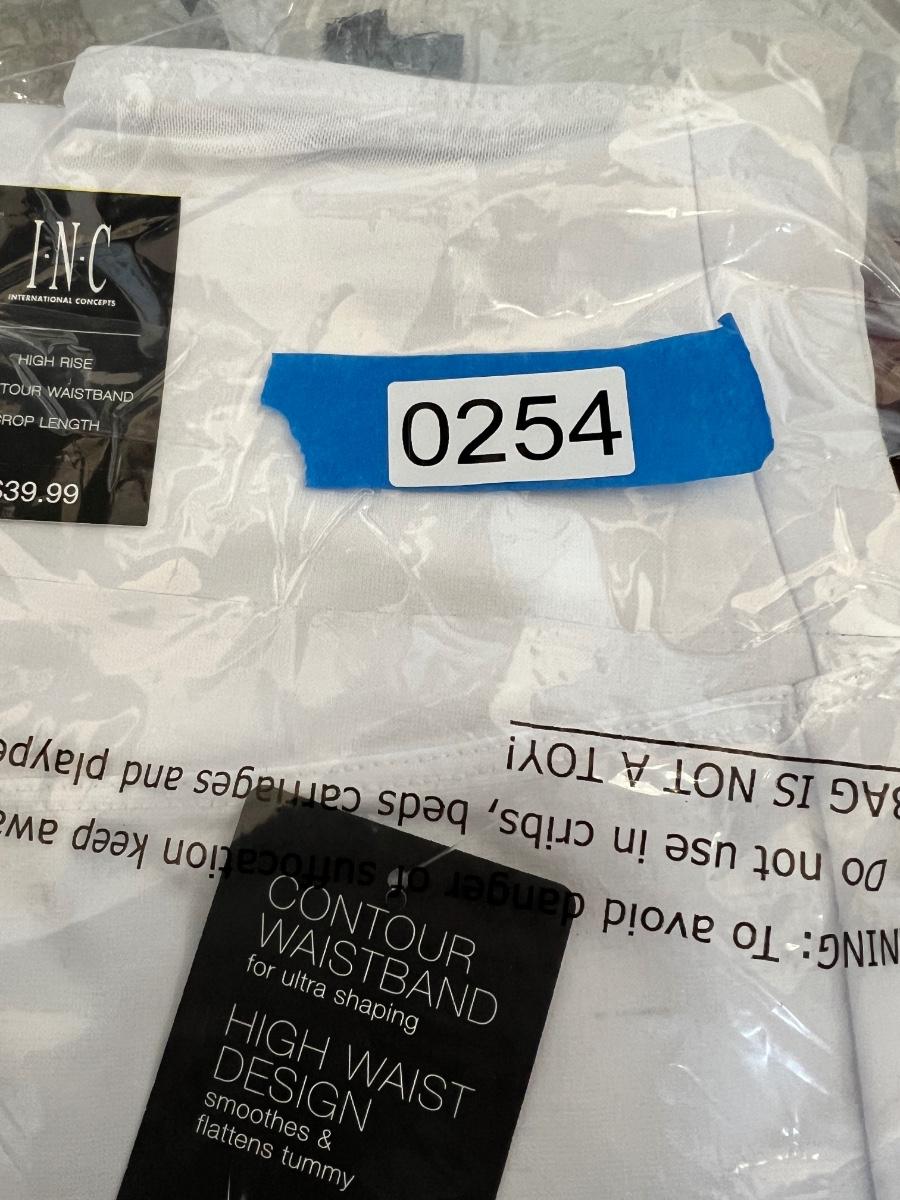 I·N·C
INTERNATIONAL CONCEPTS
HIGH RISE
TOUR WAISTBAND
CROP LENGTH
$39.99
0254
BAG IS NOT A TOY!
Do not use in cribs, beds carriages and plaype
NING: To avoid danger of suffocation keep awa
CONTOUR
WAISTBAND
for ultra shaping
HIGH WAIST
DESIGN
smoothes &
flattens tummy